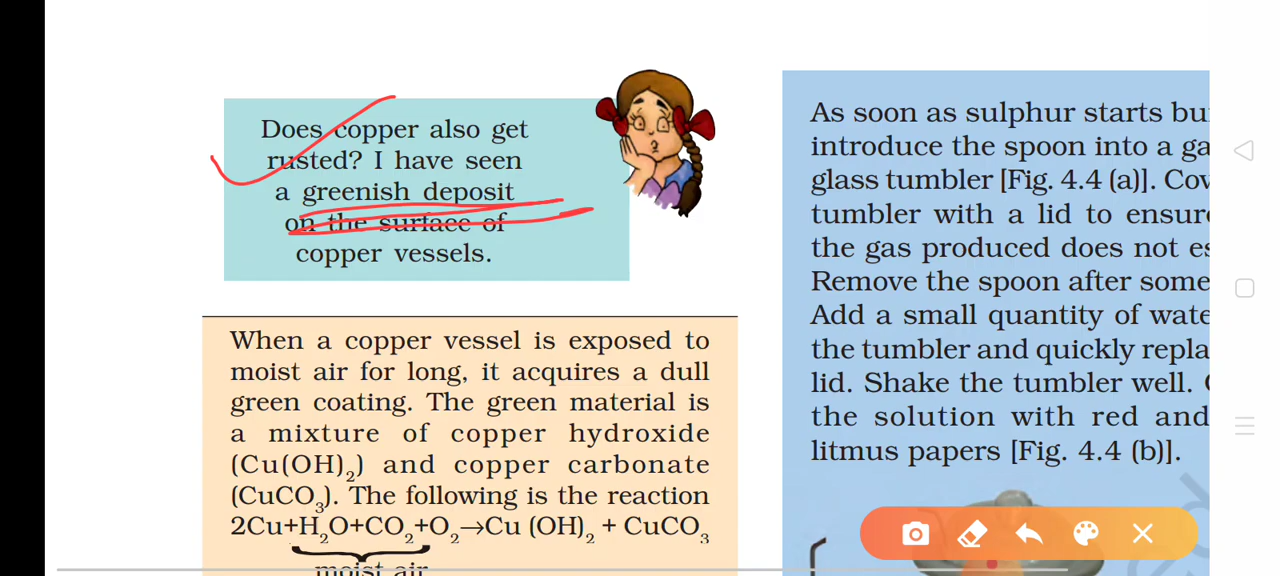 Does copper also get
rusted? I have seen
a greenish deposit
on the surface of
copper vessels.
When a copper vessel is exposed to
moist air for long, it acquires a dull
green coating. The green material is
a mixture of copper hydroxide
(Cu(OH)₂) and copper carbonate
(CuCO₃). The following is the reaction
2Cu+H₂O+CO₂+O₂→Cu (OH)₂ + CuCO₃
moist air
As soon as sulphur starts bu
introduce the spoon into a ga
glass tumbler [Fig. 4.4 (a)]. Cov
tumbler with a lid to ensure
the gas produced does not es
Remove the spoon after some
Add a small quantity of wate
the tumbler and quickly repla
lid. Shake the tumbler well.
the solution with red and
litmus papers [Fig. 4.4 (b)].